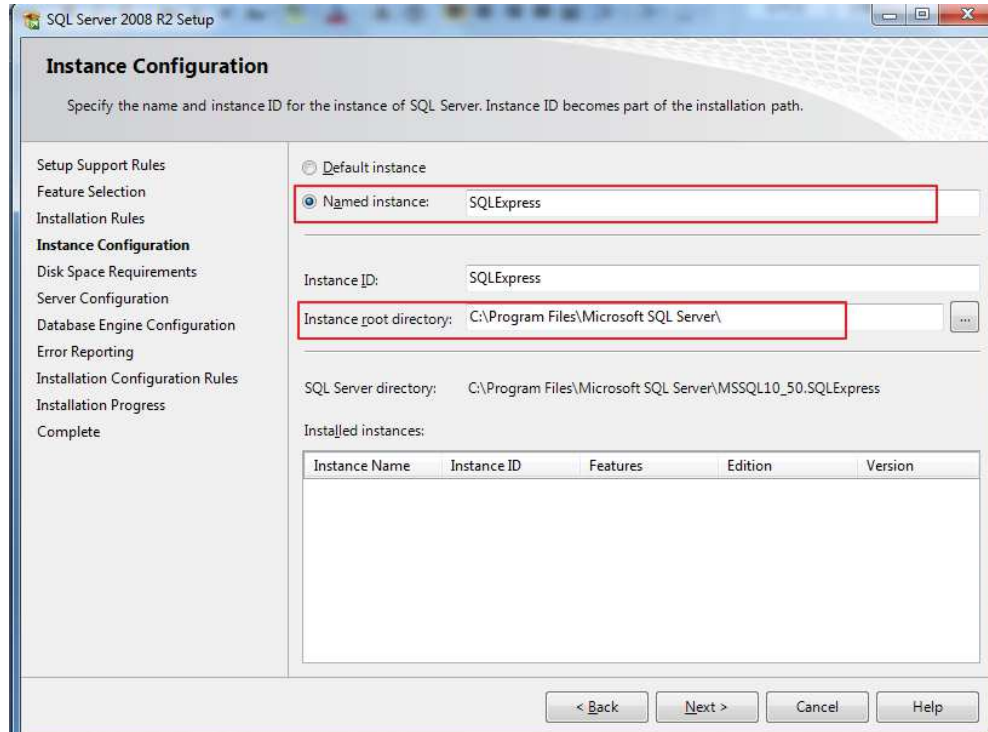 SQL Server 2008 R2 Setup
Instance Configuration
Specify the name and instance ID for the instance of SQL Server. Instance ID becomes part of the installation path.
Setup Support Rules
Feature Selection
Installation Rules
Instance Configuration
Disk Space Requirements
Server Configuration
Database Engine Configuration
Error Reporting
Installation Configuration Rules
Installation Progress
Complete
Default instance
Named instance: SQLExpress
Instance ID: SQLExpress
Instance root directory: C:\Program Files\Microsoft SQL Server\ ...
SQL Server directory: C:\Program Files\Microsoft SQL Server\MSSQL10_50.SQLExpress
Installed instances:
Instance Name Instance ID Features Edition Version
< Back Next > Cancel Help